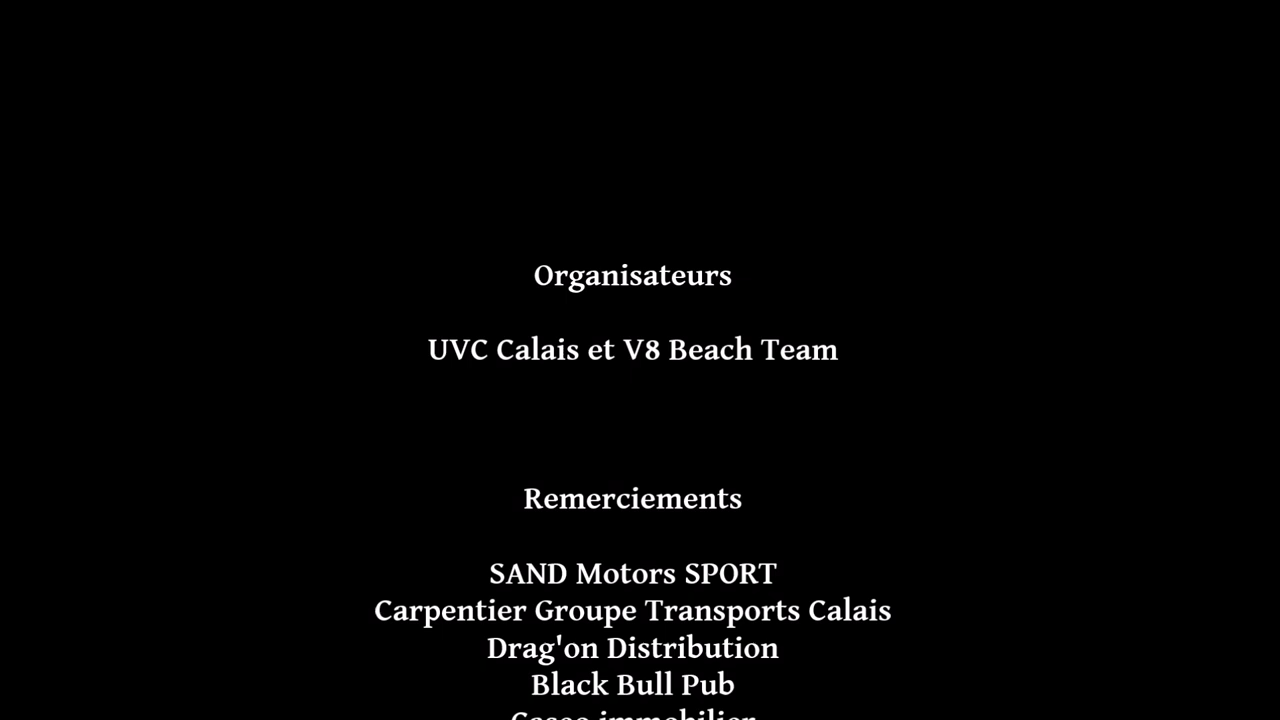 Organisateurs
UVC Calais et V8 Beach Team
Remerciements
SAND Motors SPORT
Carpentier Groupe Transports Calais
Drag'on Distribution
Black Bull Pub
immobilier